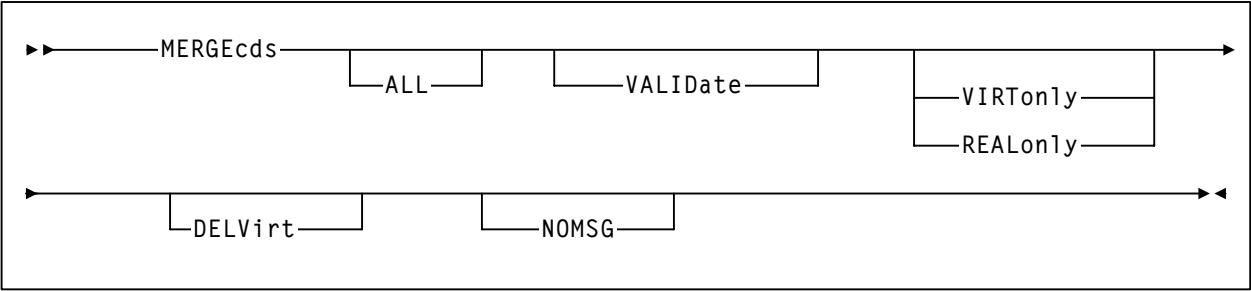 MERGEcds
ALL
VALIDate
VIRTonly
REALonly
DELVirt
NOMSG